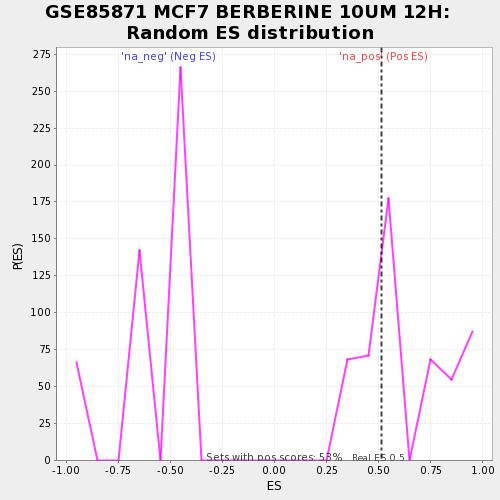 GSE85871 MCF7 BERBERINE 10UM 12H:
Random ES distribution
'na_neg' (Neg ES) 'na_pos' (Pos ES)
275
250
225
200
175
150
125
100
75
50
25
0
P(ES)
Sets with pos scores: 53% Real ES 0.5
-1.00 -0.75 -0.50 -0.25 0.00 0.25 0.50 0.75 1.00
ES